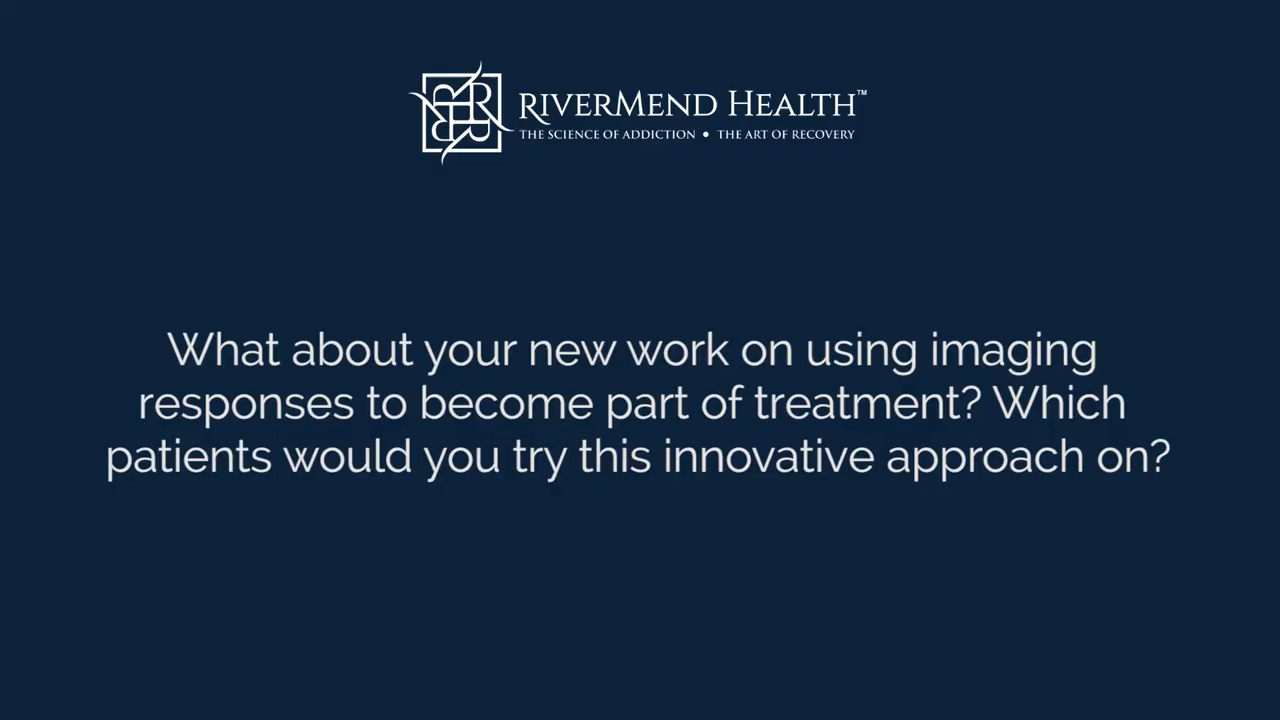 RIVERMEND HEALTH™
THE SCIENCE OF ADDICTION • THE ART OF RECOVERY
What about your new work on using imaging
responses to become part of treatment? Which
patients would you try this innovative approach on?